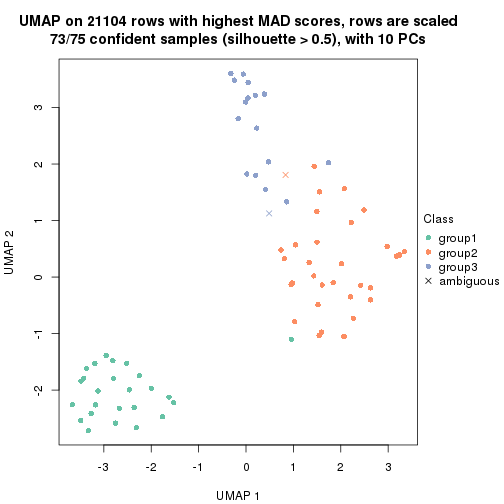 UMAP on 21104 rows with highest MAD scores, rows are scaled
73/75 confident samples (silhouette > 0.5), with 10 PCs
3
2
1
0
-1
-2
UMAP 2
-3
-2
-1
0
1
2
3
UMAP 1
Class
group1
group2
group3
ambiguous